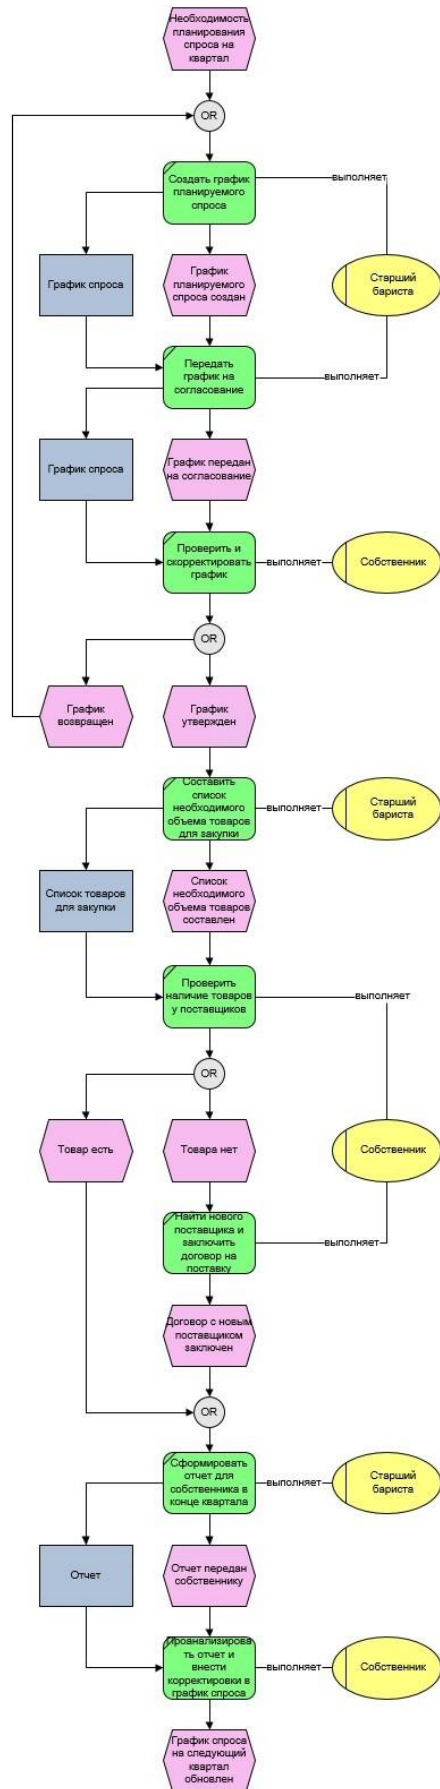 Необходимость
планирования
спроса на
квартал
OR
Создать график
планируемого
спроса
выполняет
График спроса
График
планируемого
спроса создан
Старший
бариста
Передать
график на
согласование
выполняет
График спроса
График передан
на согласование
Проверить и
скорректировать
график
выполняет
Собственник
OR
График
возвращен
График
утвержден
Составить
список
необходимого
объема товаров
для закупки
выполняет
Старший
бариста
Список товаров
для закупки
Список
необходимого
объема товаров
составлен
Проверить
наличие товаров
у поставщиков
выполняет
OR
Товар есть
Товара нет
Собственник
Найти нового
поставщика и
заключить
договор на
поставку
выполняет
Договор с новым
поставщиком
заключен
OR
Сформировать
отчет для
собственника в
конце квартала
выполняет
Старший
бариста
Отчет
Отчет передан
собственнику
Проанализирова
ть отчет и
внести
корректировки в
график спроса
выполняет
Собственник
График спроса
на следующий
квартал
обновлен